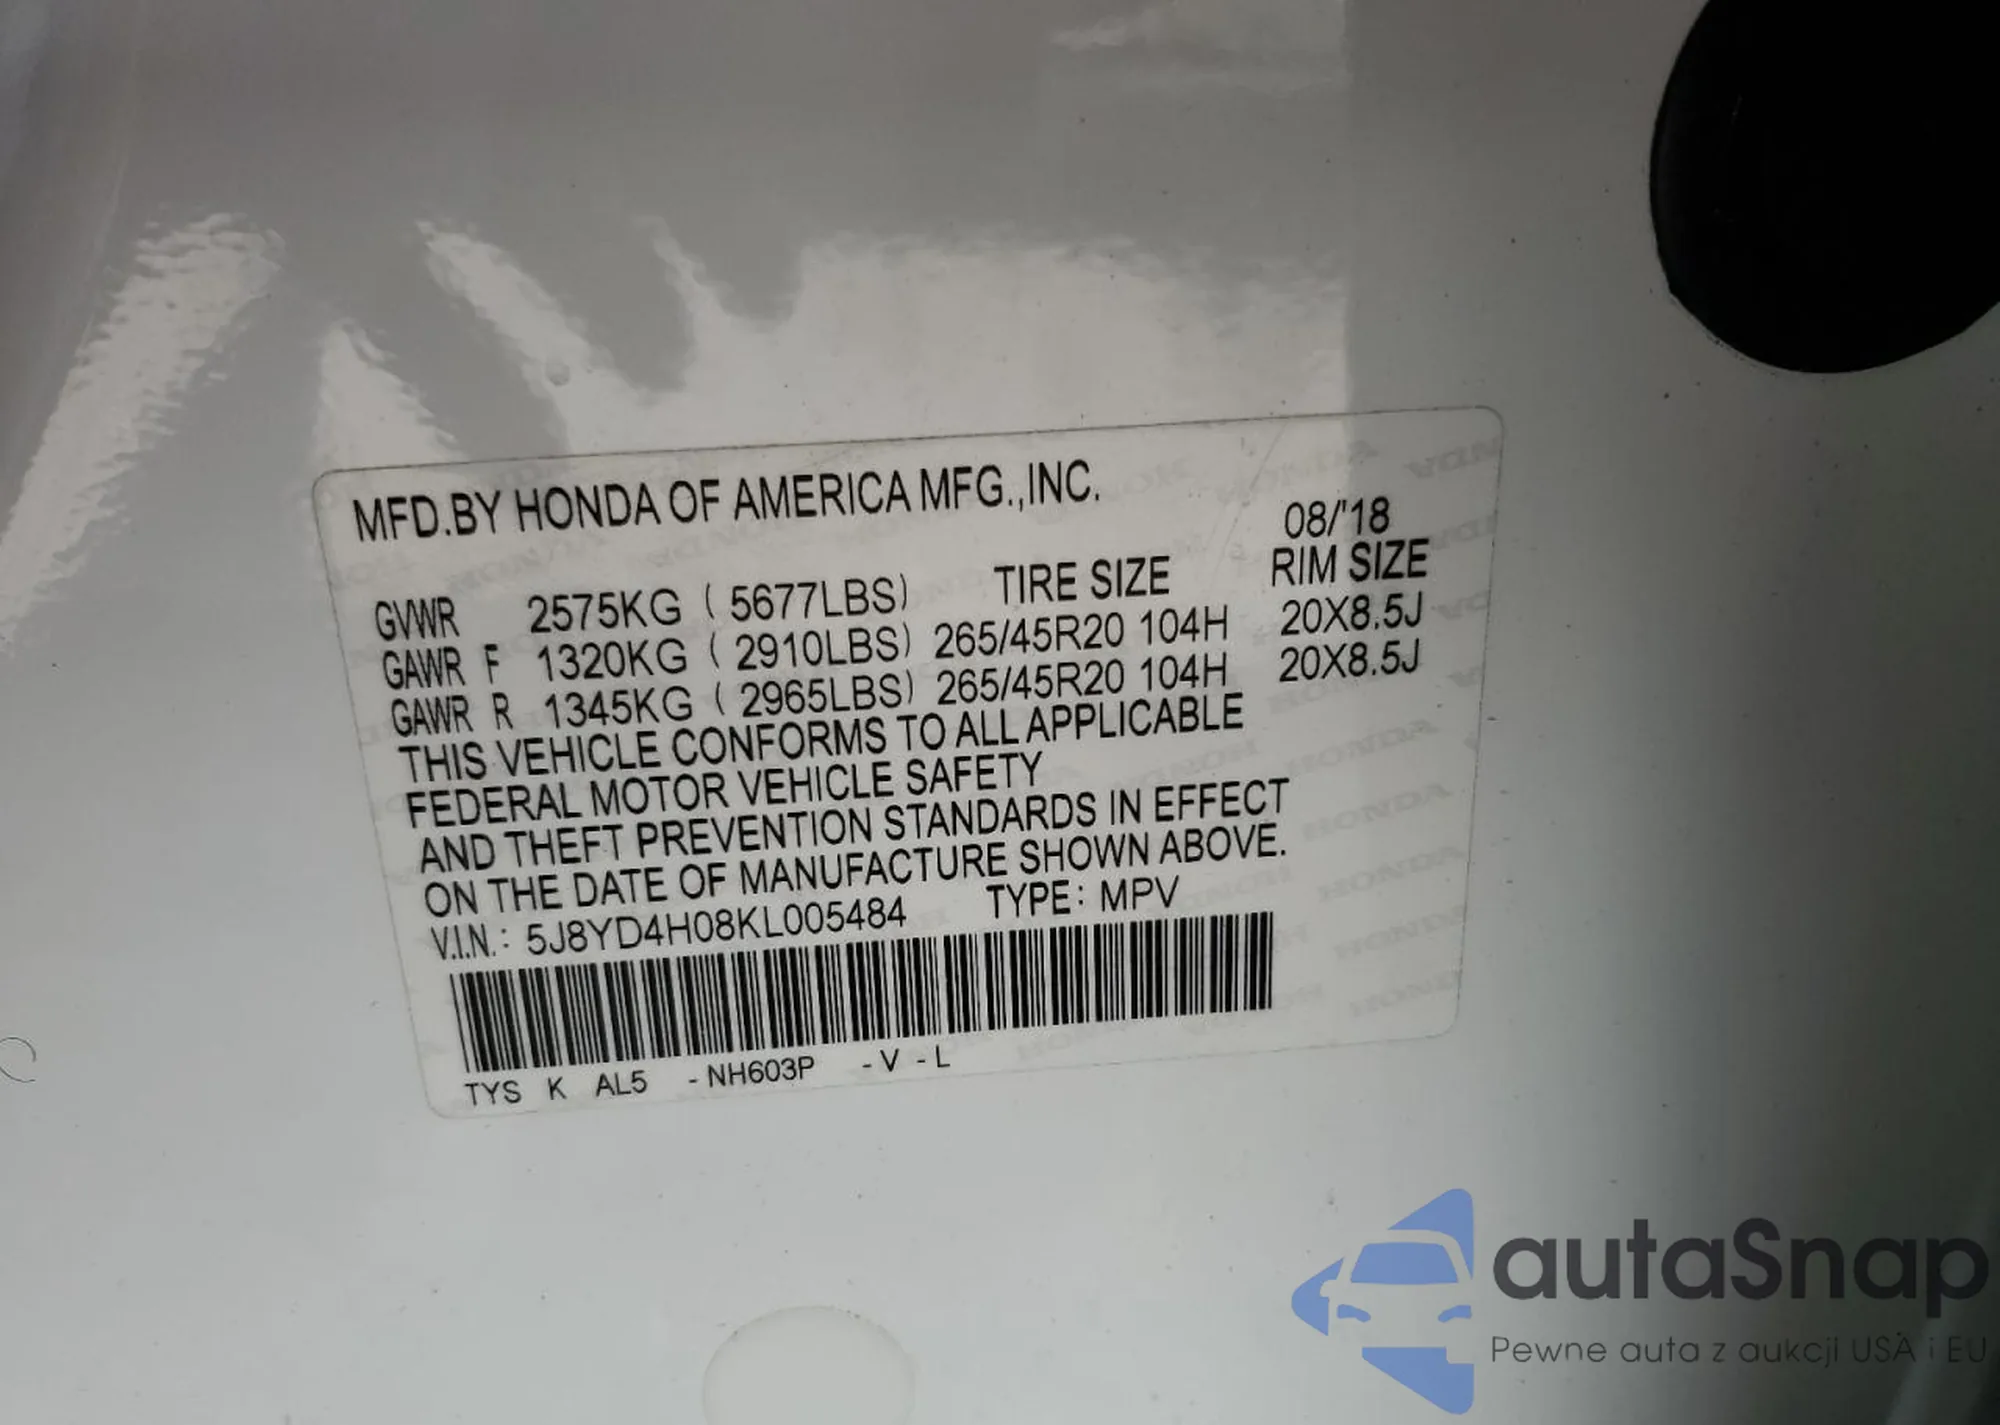 MFD.BY HONDA OF AMERICA MFG.,INC.
08/'18
GVWR 2575KG ( 5677LBS) TIRE SIZE RIM SIZE
GAWR F 1320KG ( 2910LBS) 265/45R20 104H 20X8.5J
GAWR R 1345KG ( 2965LBS) 265/45R20 104H 20X8.5J
THIS VEHICLE CONFORMS TO ALL APPLICABLE
FEDERAL MOTOR VEHICLE SAFETY
AND THEFT PREVENTION STANDARDS IN EFFECT
ON THE DATE OF MANUFACTURE SHOWN ABOVE.
V.I.N.: 5J8YD4H08KL005484 TYPE: MPV
TYS K AL5 -NH603P -V -L
autaSnap
Pewne auta z aukcji USA i EU